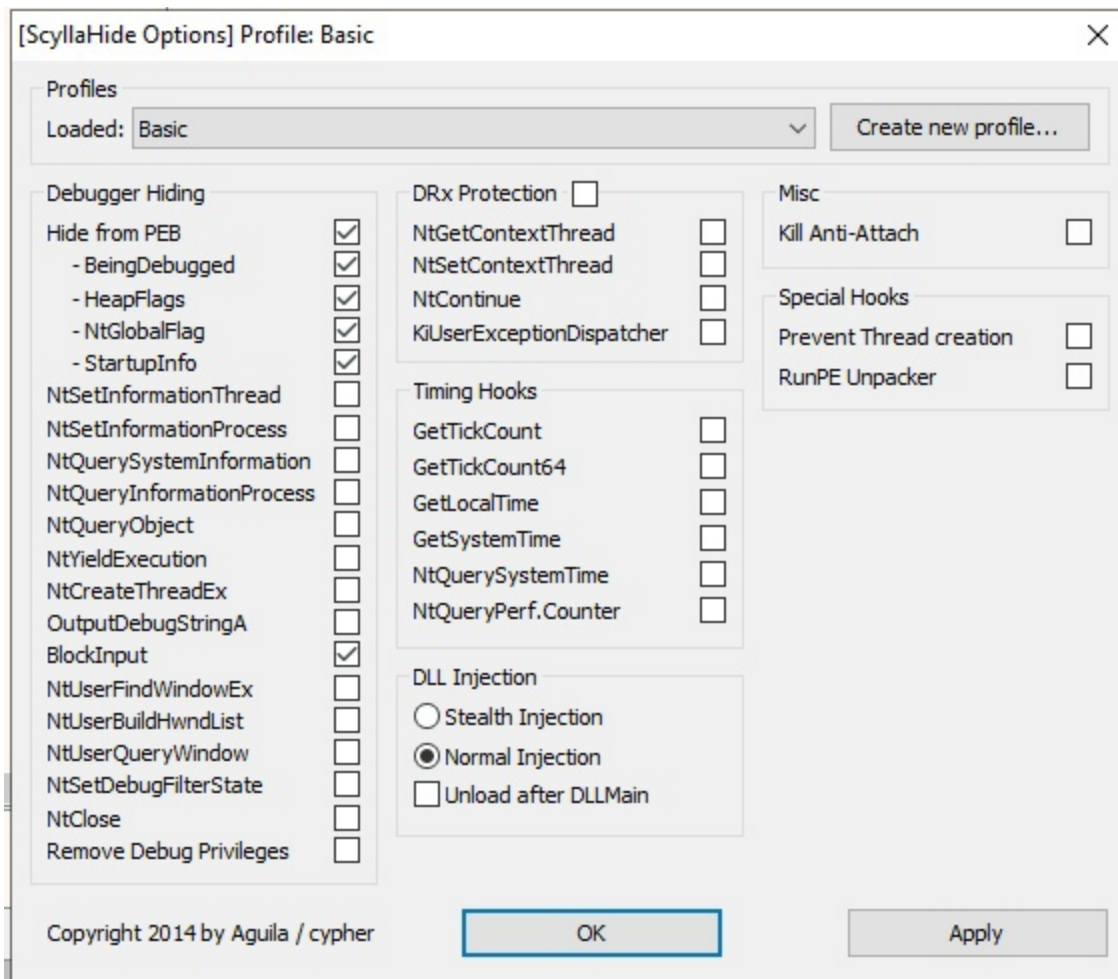 [ScyllaHide Options] Profile: Basic
Profiles
Loaded: Basic
Create new profile...
Debugger Hiding
Hide from PEB
- BeingDebugged
- HeapFlags
- NtGlobalFlag
- StartupInfo
NtSetInformationThread
NtSetInformationProcess
NtQuerySystemInformation
NtQueryInformationProcess
NtQueryObject
NtYieldExecution
NtCreateThreadEx
OutputDebugStringA
BlockInput
NtUserFindWindowEx
NtUserBuildHwndList
NtUserQueryWindow
NtSetDebugFilterState
NtClose
Remove Debug Privileges
DRx Protection
NtGetContextThread
NtSetContextThread
NtContinue
KiUserExceptionDispatcher
Timing Hooks
GetTickCount
GetTickCount64
GetLocalTime
GetSystemTime
NtQuerySystemTime
NtQueryPerf.Counter
DLL Injection
Stealth Injection
Normal Injection
Unload after DLLMain
Misc
Kill Anti-Attach
Special Hooks
Prevent Thread creation
RunPE Unpacker
Copyright 2014 by Aguila / cypher
OK
Apply